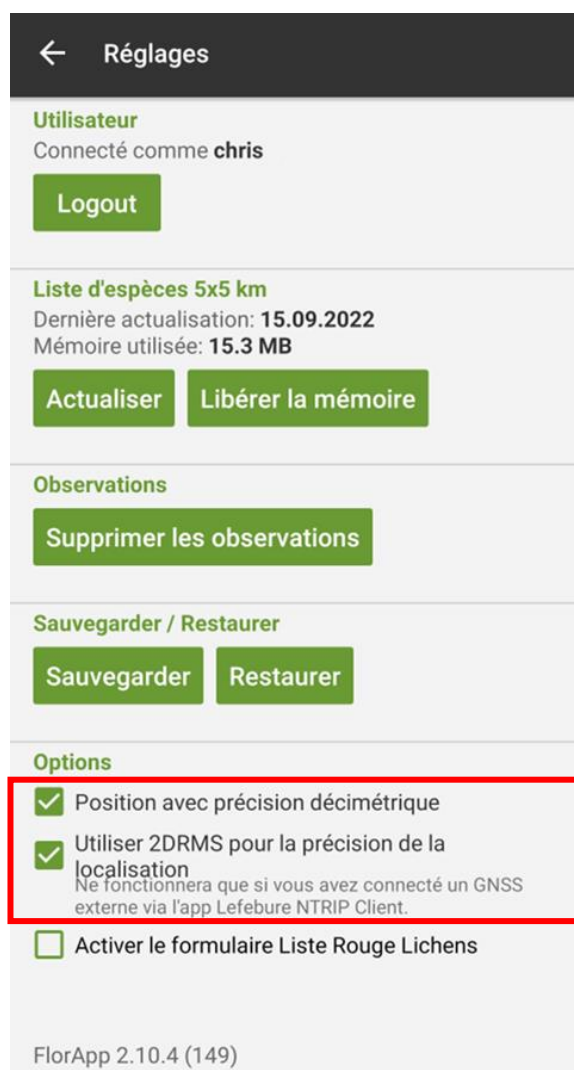 Réglages
Utilisateur
Connecté comme chris
Logout
Liste d'espèces 5x5 km
Dernière actualisation: 15.09.2022
Mémoire utilisée: 15.3 MB
Actualiser Libérer la mémoire
Observations
Supprimer les observations
Sauvegarder / Restaurer
Sauvegarder Restaurer
Options
Position avec précision décimétrique
Utiliser 2DRMS pour la précision de la
localisation
Ne fonctionnera que si vous avez connecté un GNSS
externe via l'app Lefebure NTRIP Client.
Activer le formulaire Liste Rouge Lichens
FlorApp 2.10.4 (149)